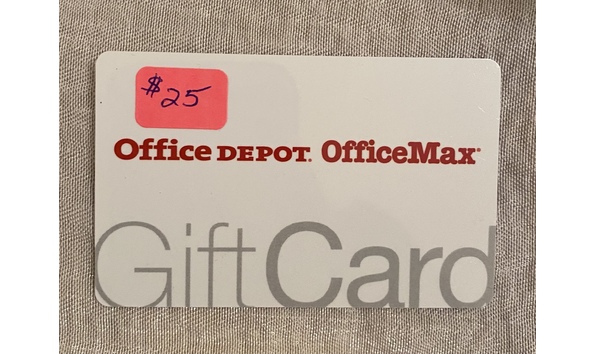 $25
Office DEPOT. OfficeMax®
GiftCard